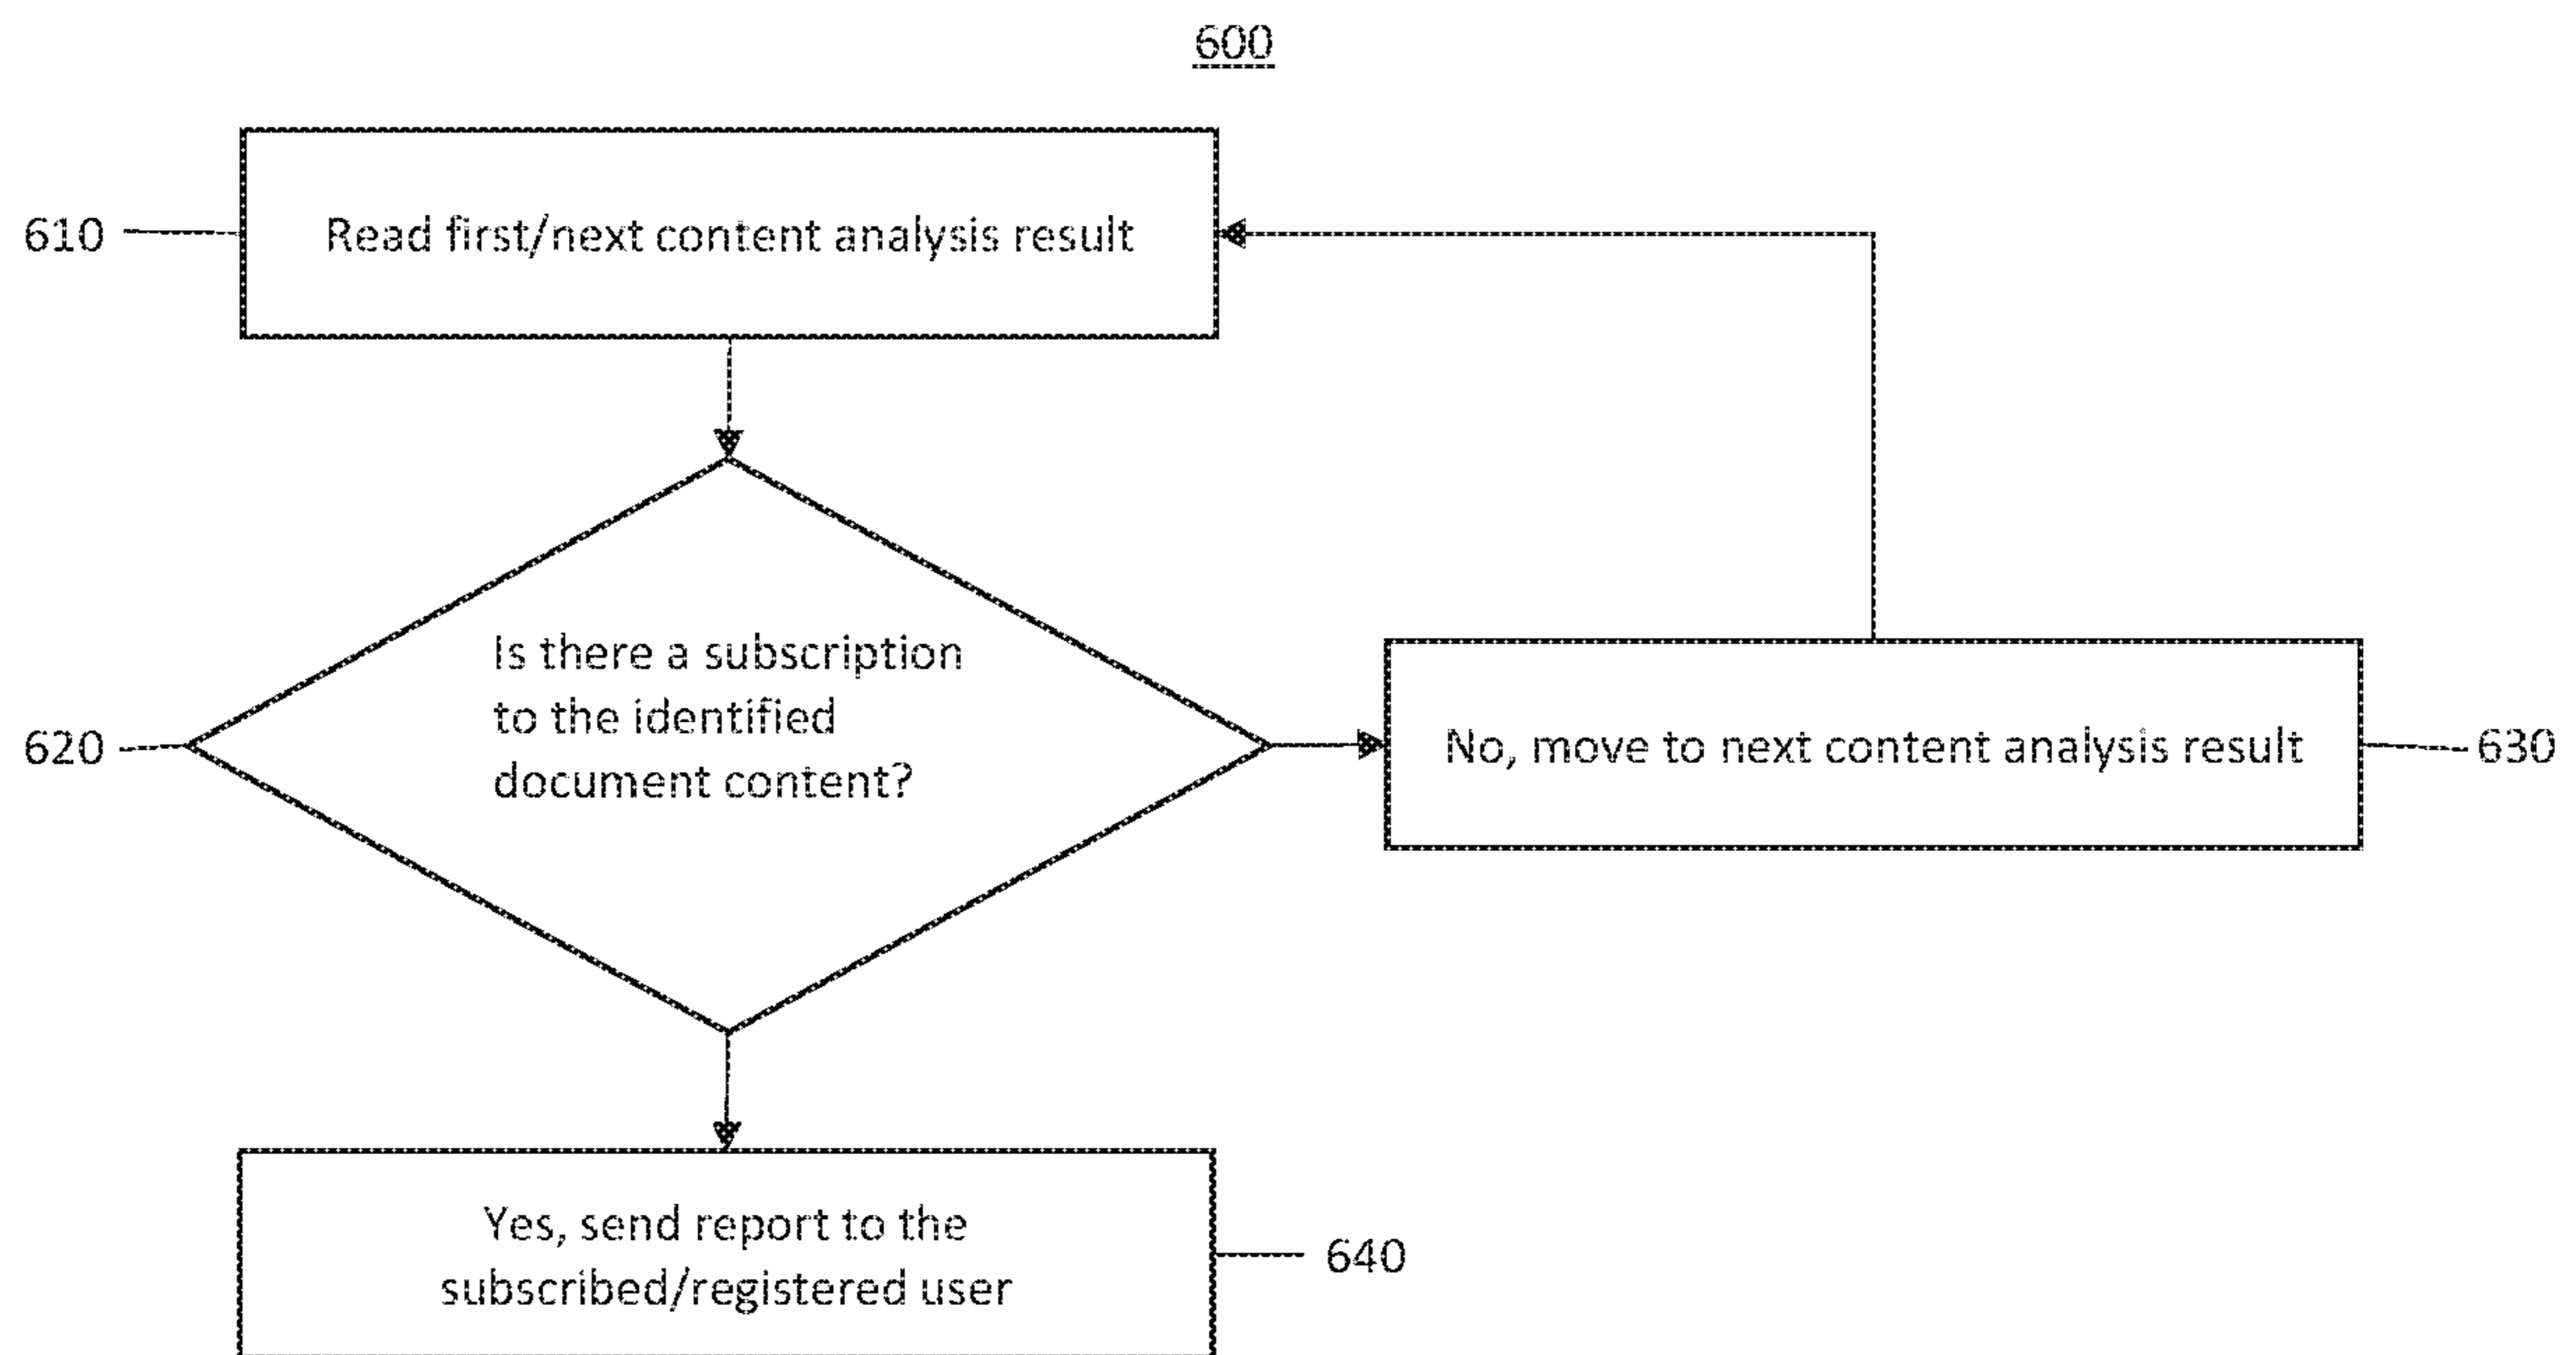 600
610
Read first/next content analysis result
Is there a subscription
to the identified
document content?
620
No, move to next content analysis result
630
Yes, send report to the
subscribed/registered user
640